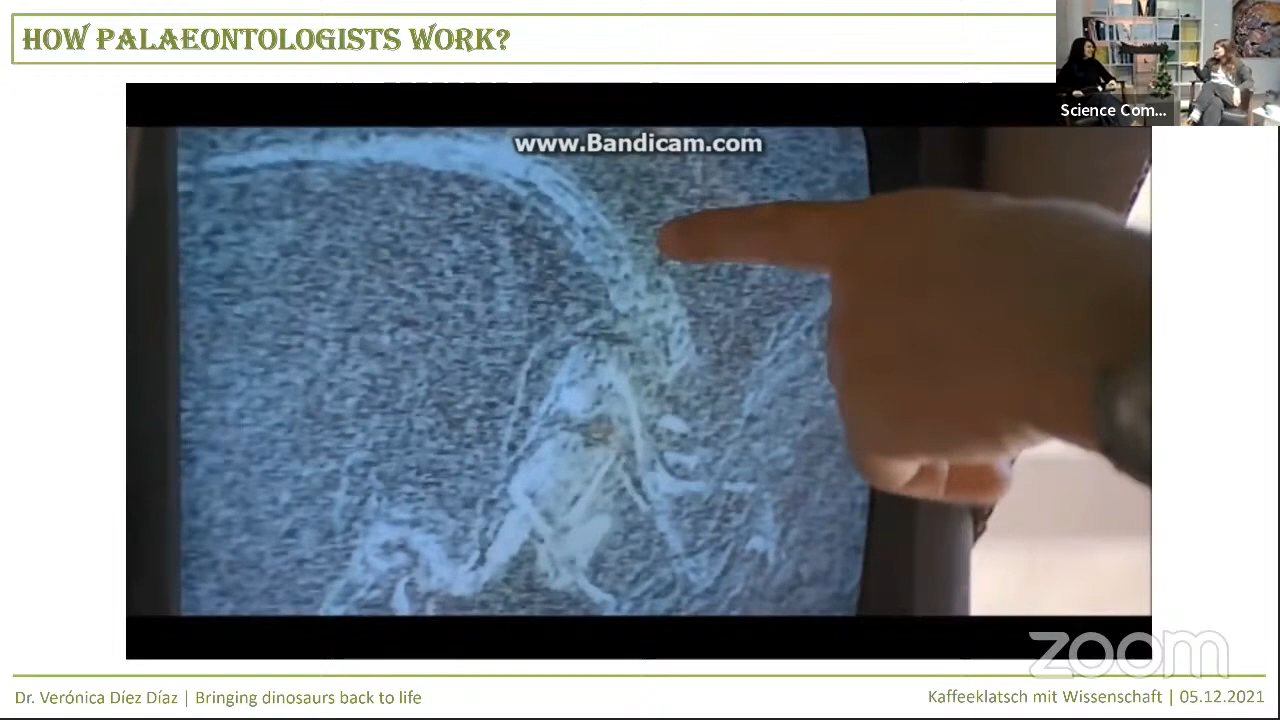 HOW PALAEONTOLOGISTS WORK?
Science Com...
www.Bandicam.com
zoom
Dr. Verónica Díez Díaz | Bringing dinosaurs back to life
Kaffeeklatsch mit Wissenschaft | 05.12.2021